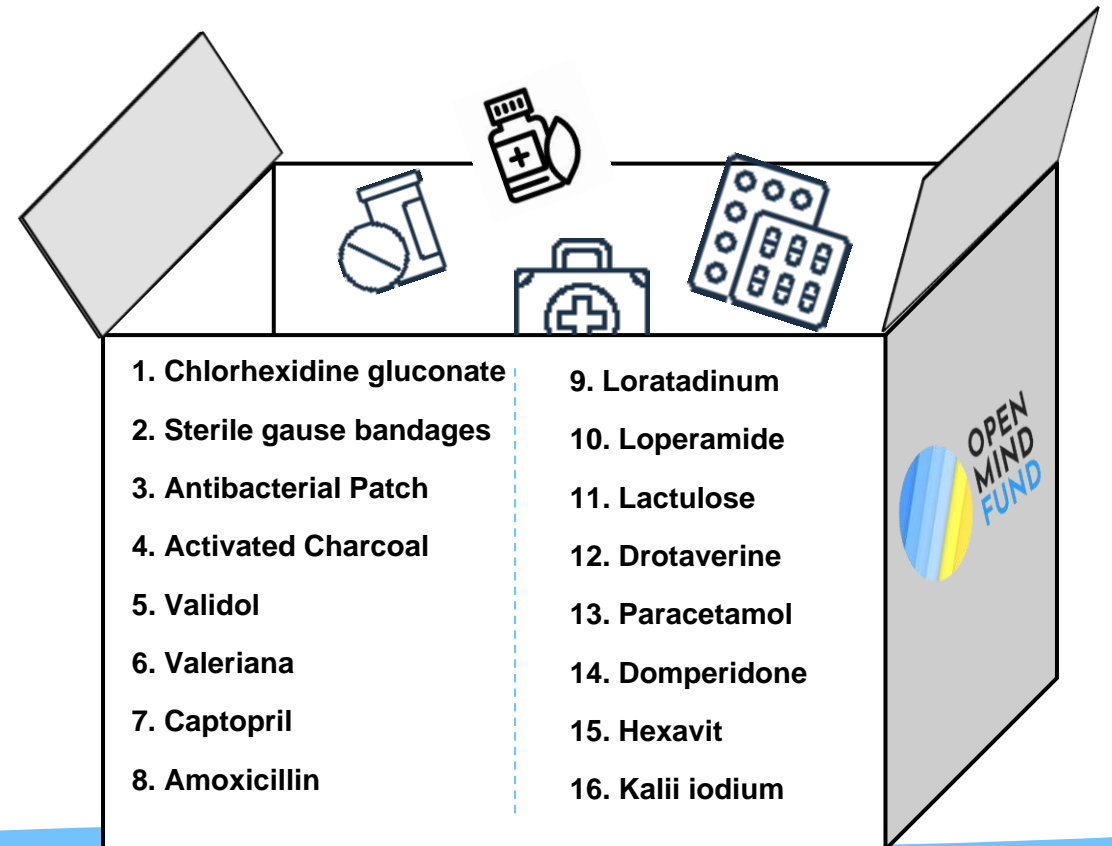 1. Chlorhexidine gluconate
2. Sterile gause bandages
3. Antibacterial Patch
4. Activated Charcoal
5. Validol
6. Valeriana
7. Captopril
8. Amoxicillin
9. Loratadinum
10. Loperamide
11. Lactulose
12. Drotaverine
13. Paracetamol
14. Domperidone
15. Hexavit
16. Kalii iodium
OPEN
MIND
FUND